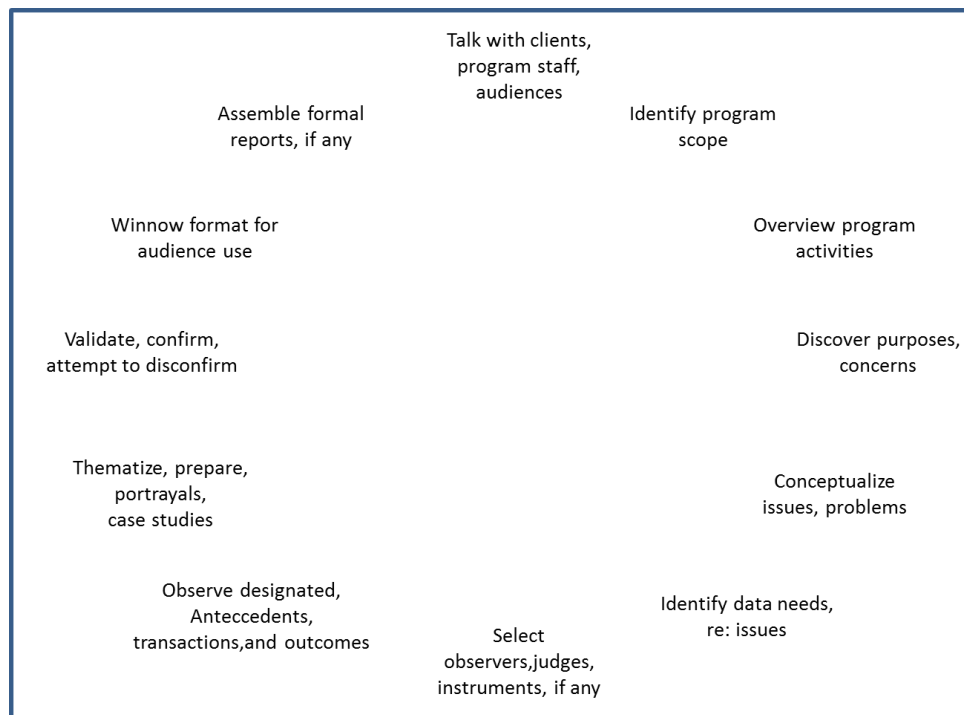 Talk with clients,
program staff,
audiences
Identify program
scope
Overview program
activities
Discover purposes,
concerns
Conceptualize
issues, problems
Identify data needs,
re: issues
Select
observers,judges,
instruments, if any
Observe designated,
Anteccedents,
transactions,and outcomes
Thematize, prepare,
portrayals,
case studies
Validate, confirm,
attempt to disconfirm
Winnow format for
audience use
Assemble formal
reports, if any